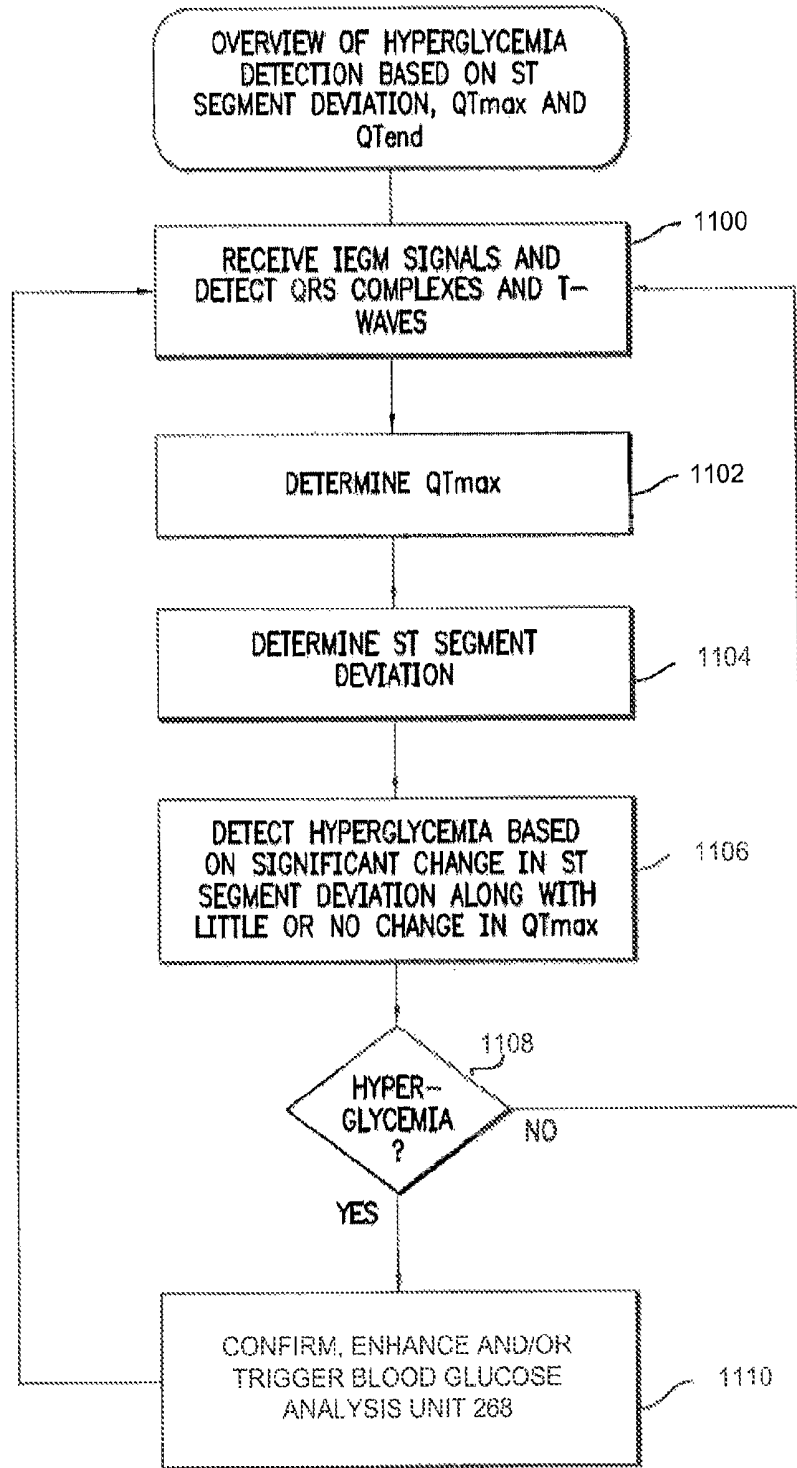 OVERVIEW OF HYPERGLYCEMIA
DETECTION BASED ON ST
SEGMENT DEVIATION, QTmax AND
QTend
1100
RECEIVE IEGM SIGNALS AND
DETECT QRS COMPLEXES AND T-
WAVES
DETERMINE QTmax
1102
DETERMINE ST SEGMENT
DEVIATION
1104
DETECT HYPERGLYCEMIA BASED
ON SIGNIFICANT CHANGE IN ST
SEGMENT DEVIATION ALONG WITH
LITTLE OR NO CHANGE IN QTmax
1106
1108
HYPER-
GLYCEMIA
?
NO
YES
CONFIRM, ENHANCE AND/OR
TRIGGER BLOOD GLUCOSE
ANALYSIS UNIT 268
1110